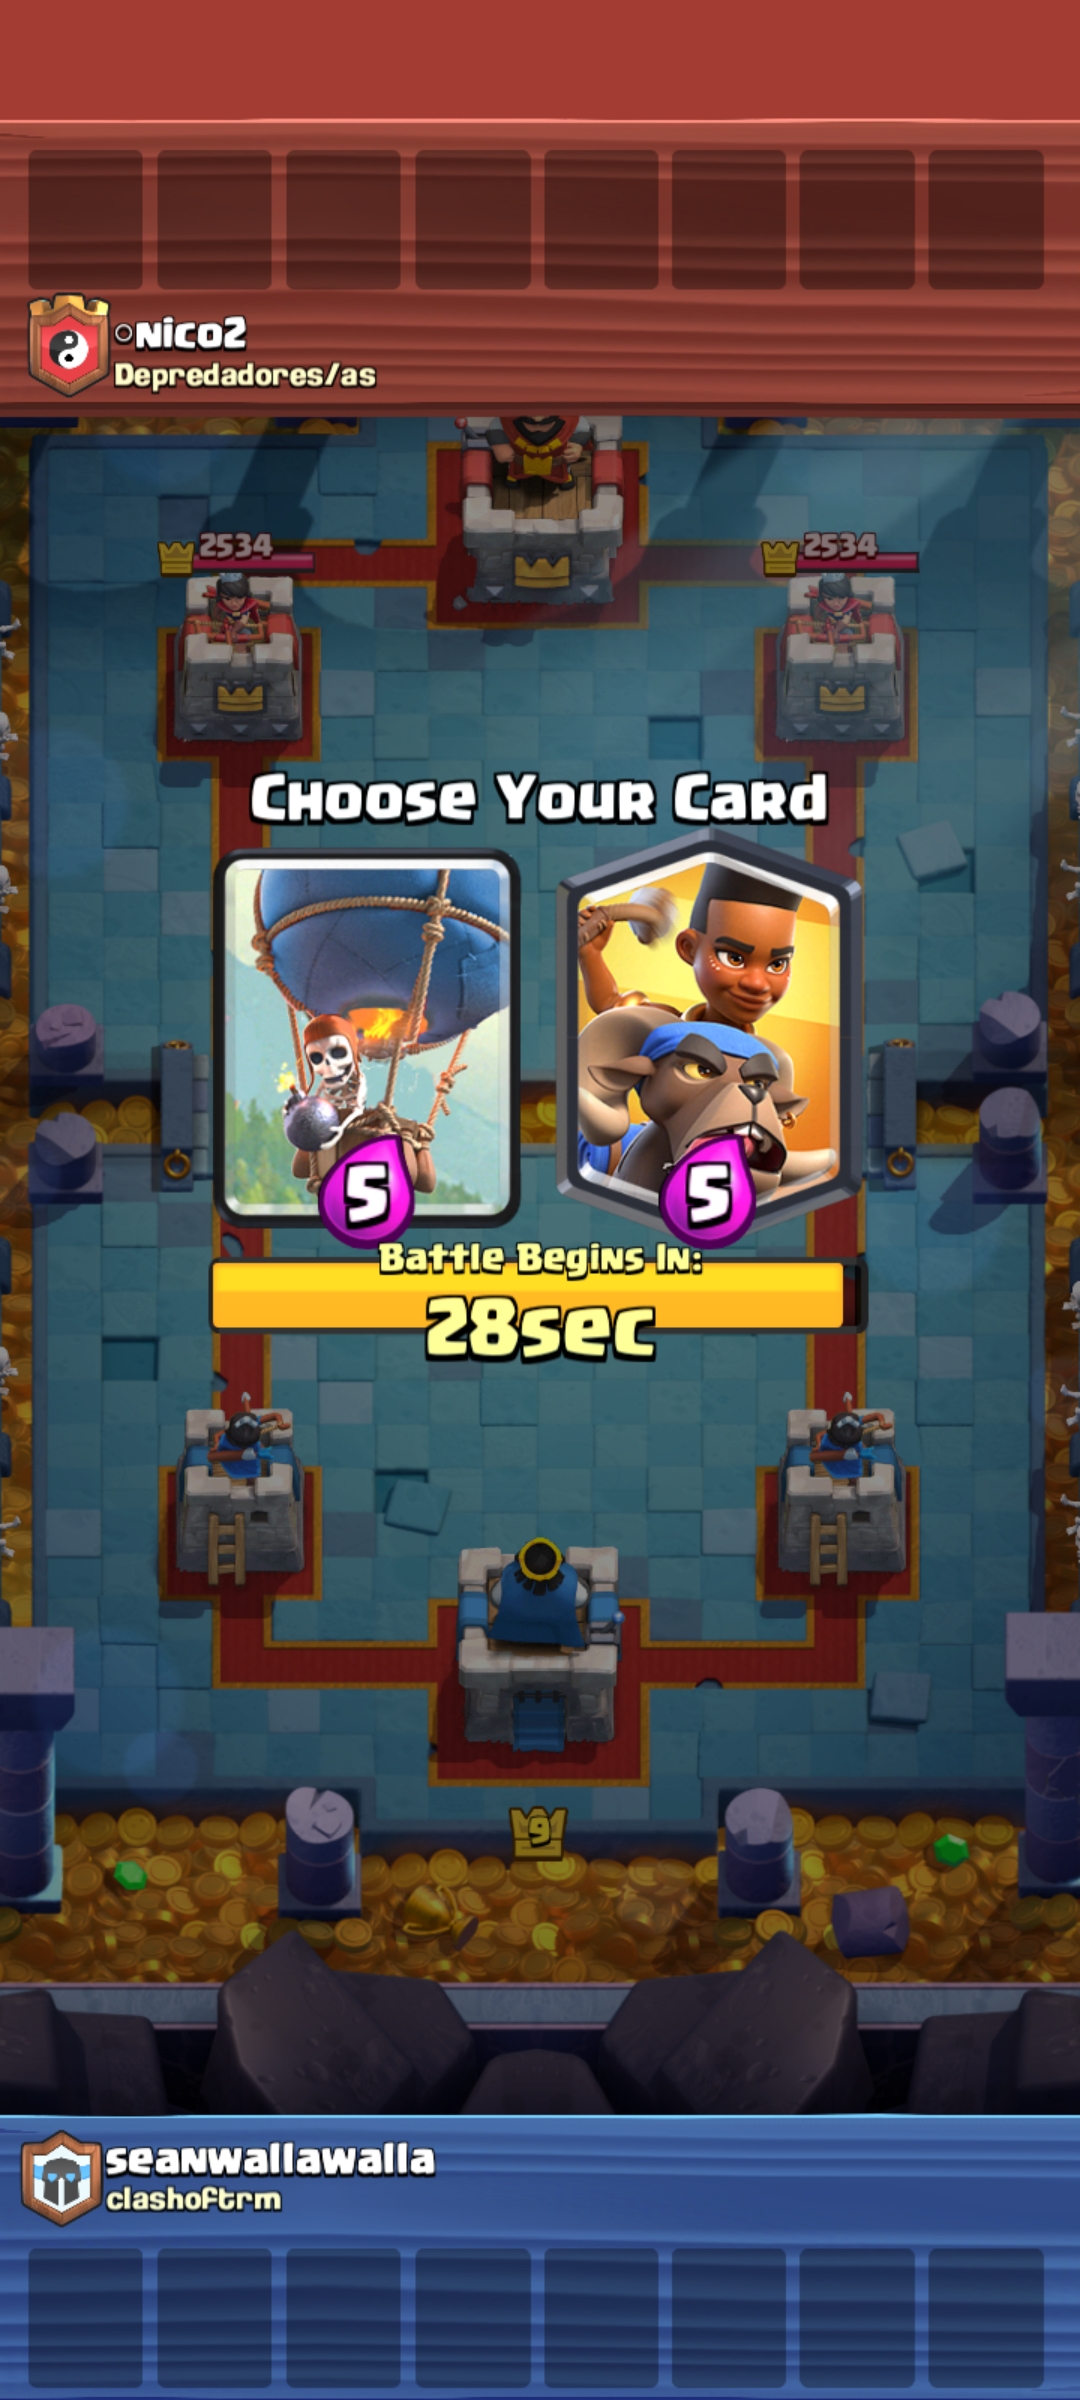 ○Nico2
Depredadores/as
2534
2534
Choose Your Card
5
5
Battle Begins In:
28sec
9
seanwallawalla
clashoftrm